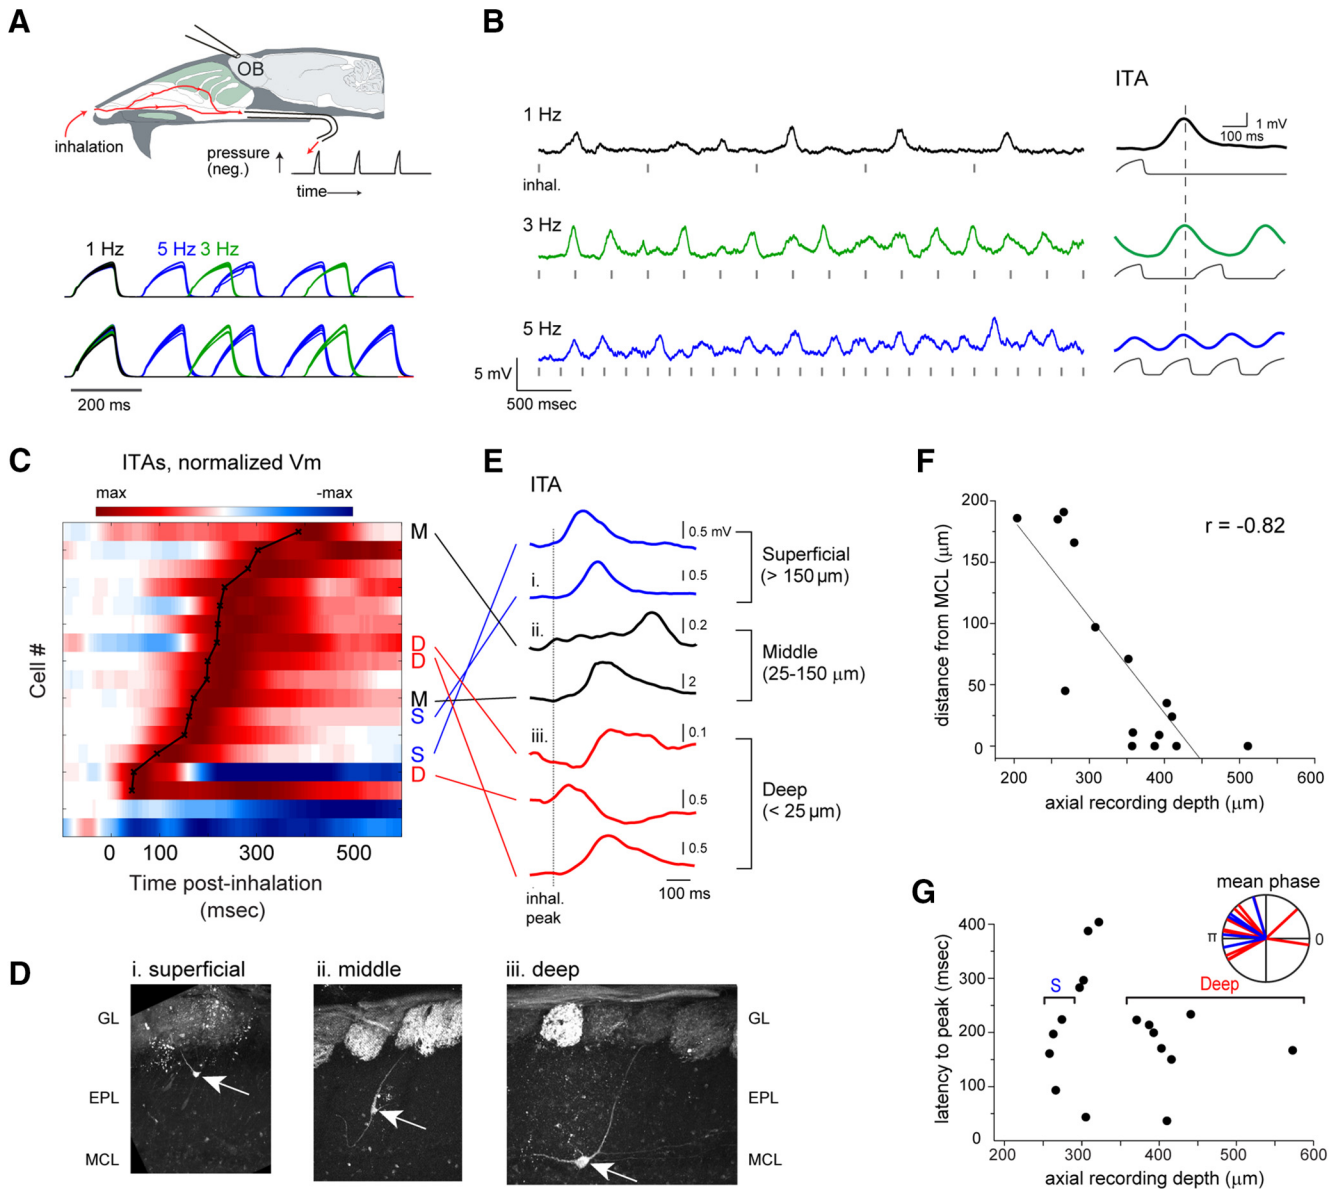 A
OB
inhalation
pressure
(neg.)
time
1 Hz 5 Hz 3 Hz
200 ms
B
ITA
1 Hz
1 mV
100 ms
inhal.
3 Hz
5 Hz
5 mV
500 msec
C
ITAs, normalized Vm
max -max
Cell #
M
D
D
M
S
S
D
0 100 300 500
Time post-inhalation
(msec)
E
ITA
0.5 mV
i.
0.5
Superficial
(> 150 μm)
ii.
0.2
2
Middle
(25-150 μm)
iii.
0.1
0.5
0.5
Deep
(< 25 μm)
inhal.
peak
100 ms
F
200
150
100
50
0
distance from MCL (μm)
r = -0.82
200 300 400 500 600
axial recording depth (μm)
D
i. superficial
ii. middle
iii. deep
GL
EPL
MCL
GL
EPL
MCL
G
mean phase
π 0
400
300
200
100
0
latency to peak (msec)
S
Deep
200 300 400 500 600
axial recording depth (μm)